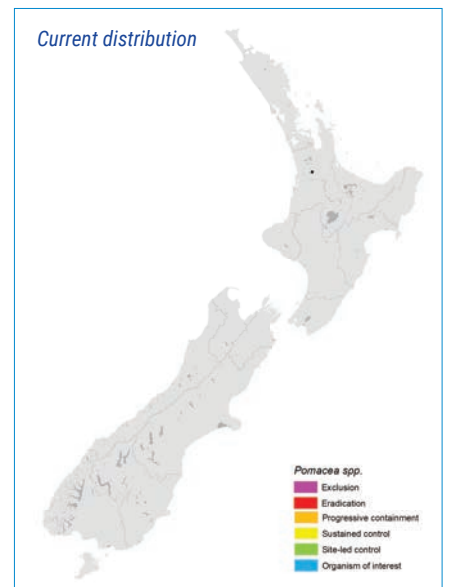 Current distribution
Pomacea spp.
Exclusion
Eradication
Progressive containment
Sustained control
Site-led control
Organism of interest